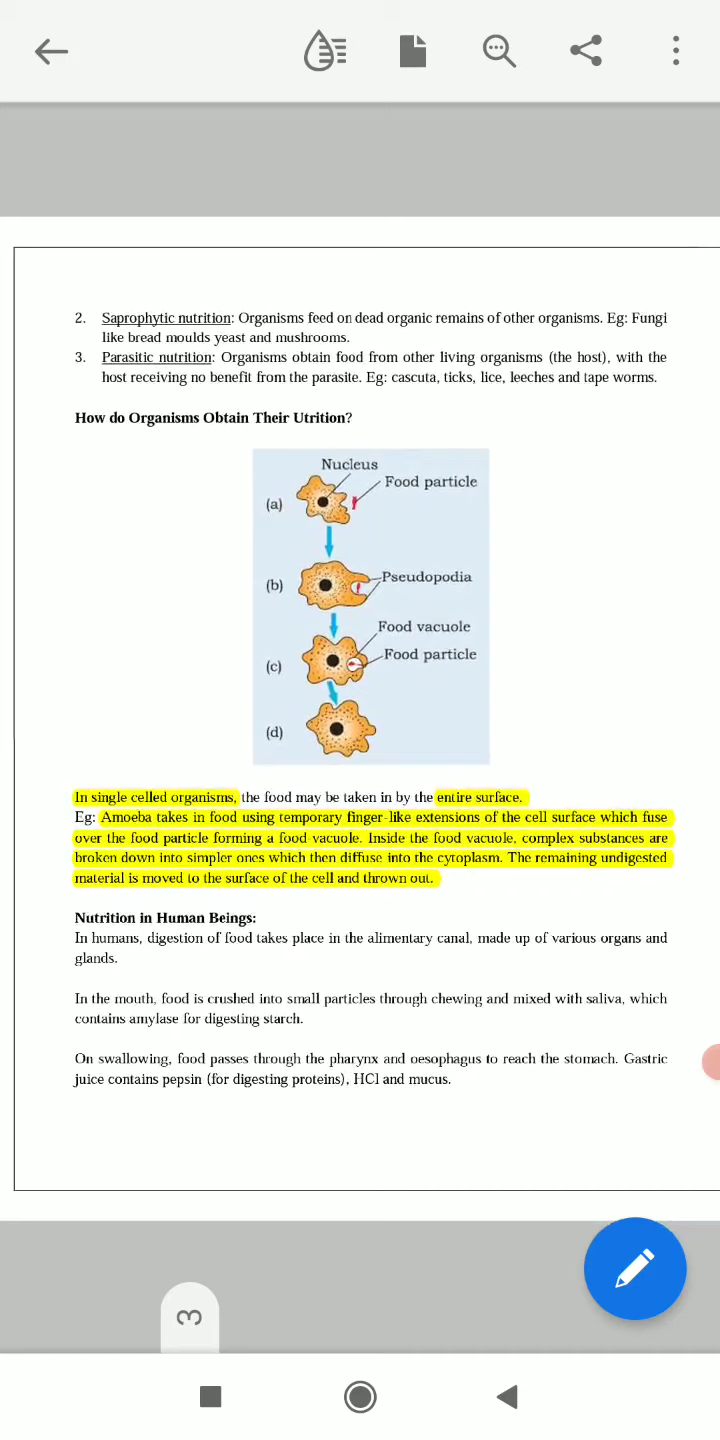 2. Saprophytic nutrition: Organisms feed on dead organic remains of other organisms. Eg: Fungi
like bread moulds yeast and mushrooms.
3. Parasitic nutrition: Organisms obtain food from other living organisms (the host), with the
host receiving no benefit from the parasite. Eg: cascuta, ticks, lice, leeches and tape worms.
How do Organisms Obtain Their Utrition?
Nucleus
Food particle
(a)
Pseudopodia
(b)
Food vacuole
Food particle
(c)
(d)
In single celled organisms, the food may be taken in by the entire surface.
Eg: Amoeba takes in food using temporary finger-like extensions of the cell surface which fuse
over the food particle forming a food-vacuole. Inside the food vacuole, complex substances are
broken down into simpler ones which then diffuse into the cytoplasm. The remaining undigested
material is moved to the surface of the cell and thrown out.
Nutrition in Human Beings:
In humans, digestion of food takes place in the alimentary canal, made up of various organs and
glands.
In the mouth, food is crushed into small particles through chewing and mixed with saliva, which
contains amylase for digesting starch.
On swallowing, food passes through the pharynx and oesophagus to reach the stomach. Gastric
juice contains pepsin (for digesting proteins), HCl and mucus.
3